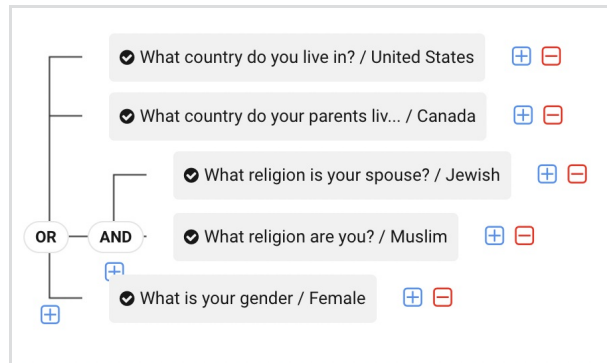 What country do you live in? / United States
What country do your parents liv... / Canada
What religion is your spouse? / Jewish
OR AND What religion are you? / Muslim
What is your gender / Female